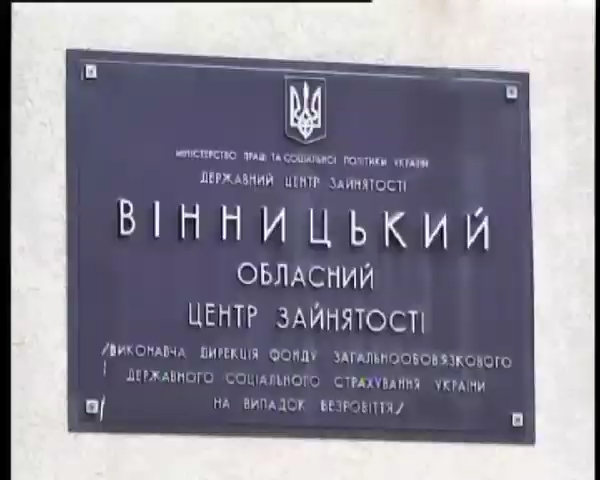 МІНІСТЕРСТВО ПРАЦІ ТА СОЦІАЛЬНОЇ ПОЛІТИКИ УКРАЇНИ
ДЕРЖАВНИЙ ЦЕНТР ЗАЙНЯТОСТІ
ВІННИЦЬКИЙ
ОБЛАСНИЙ
ЦЕНТР ЗАЙНЯТОСТІ
/ВИКОНАВЧА ДИРЕКЦІЯ ФОНДУ ЗАГАЛЬНООБОВ'ЯЗКОВОГО
ДЕРЖАВНОГО СОЦІАЛЬНОГО СТРАХУВАННЯ УКРАЇНИ
НА ВИПАДОК БЕЗРОБІТТЯ/